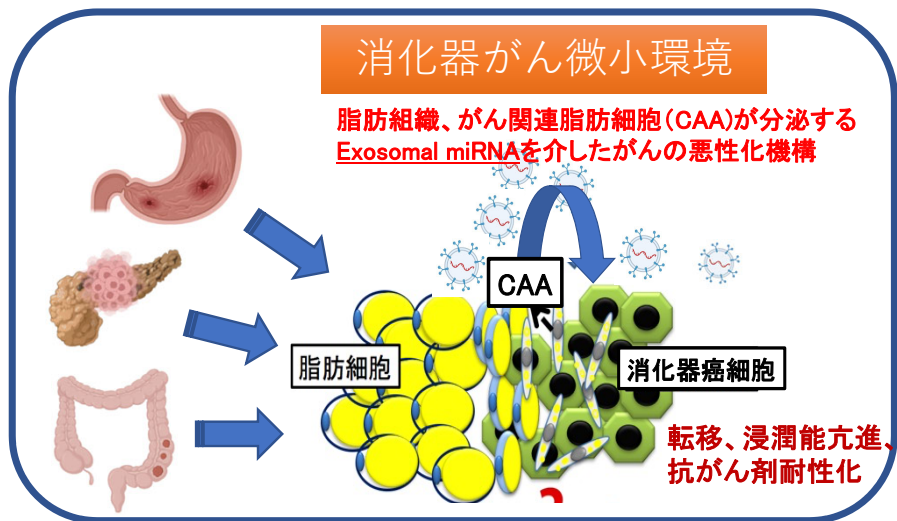 消化器がん微小環境
脂肪組織、がん関連脂肪細胞（CAA)が分泌する
Exosomal miRNAを介したがんの悪性化機構
CAA
脂肪細胞
消化器癌細胞
転移、浸潤能亢進、
抗がん剤耐性化